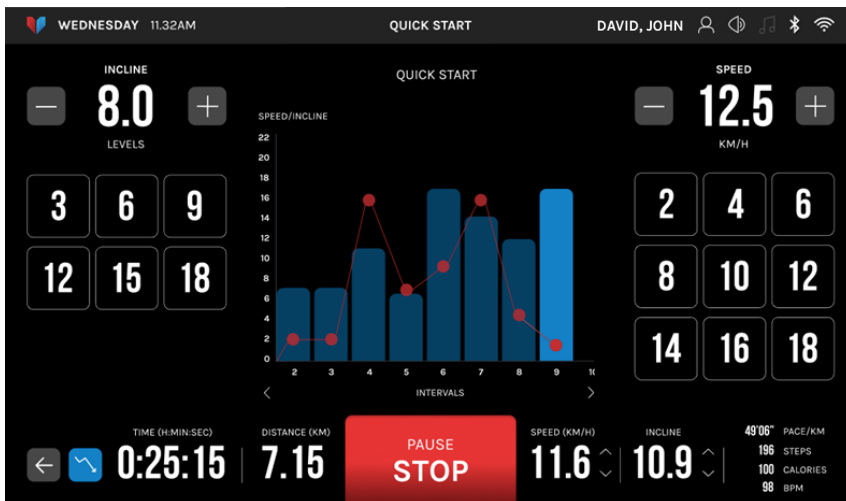 WEDNESDAY 11.32AM
QUICK START
DAVID, JOHN
INCLINE
8.0
LEVELS
3 6 9
12 15 18
QUICK START
SPEED/INCLINE
22
20
18
16
14
12
10
8
6
4
2
0
2 3 4 5 6 7 8 9 10
INTERVALS
SPEED
12.5
KM/H
2 4 6
8 10 12
14 16 18
TIME (H:MIN:SEC)
0:25:15
DISTANCE (KM)
7.15
PAUSE
STOP
SPEED (KM/H)
11.6
INCLINE
10.9
49'06" PACE/KM
196 STEPS
100 CALORIES
98 BPM